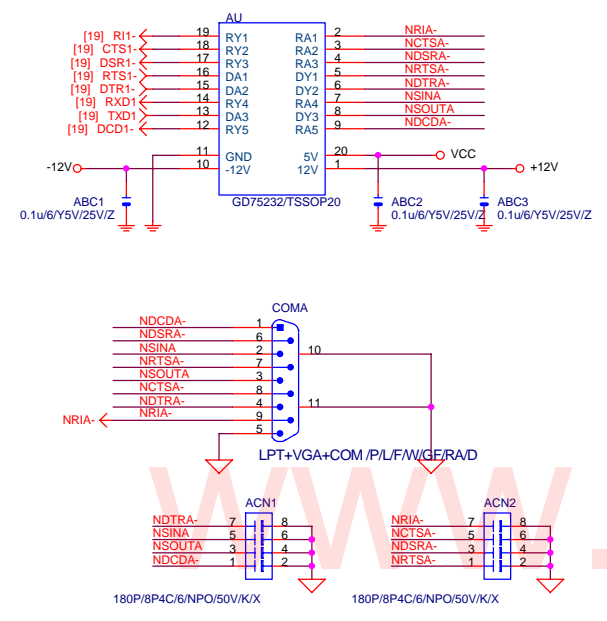 AU
[19] RI1- 19 RY1 RA1 2 NRIA-
[19] CTS1- 18 RY2 RA2 3 NCTSA-
[19] DSR1- 17 RY3 RA3 4 NDSRA-
[19] RTS1- 16 DA1 DY1 5 NRTSA-
[19] DTR1- 15 DA2 DY2 6 NDTRA-
[19] RXD1 14 RY4 RA4 7 NSINA
[19] TXD1 13 DA3 DY3 8 NSOUTA
[19] DCD1- 12 RY5 RA5 9 NDCDA-
11 GND 5V 20 VCC
-12V 10 -12V 12V 1 +12V
ABC1 ABC2 ABC3
0.1u/6/Y5V/25V/Z GD75232/TSSOP20 0.1u/6/Y5V/25V/Z 0.1u/6/Y5V/25V/Z
COMA
NDCDA- 1
NDSRA- 6
NSINA 2 10
NRTSA- 7
NSOUTA 3
NCTSA- 8
NDTRA- 4 11
NRIA- NRIA- 9
5
LPT+VGA+COM /P/L/F/W/GF/RA/D
WWW.
ACN1 ACN2
NDTRA- 7 8 NRIA- 7 8
NSINA 5 6 NCTSA- 5 6
NSOUTA 3 4 NDSRA- 3 4
NDCDA- 1 2 NRTSA- 1 2
180P/8P4C/6/NPO/50V/K/X 180P/8P4C/6/NPO/50V/K/X